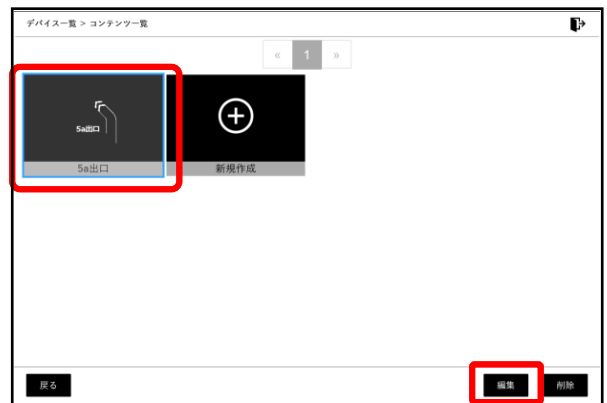 デバイス一覧 > コンテンツ一覧
« 1 »
5a出口
5a出口
新規作成
戻る
編集
削除